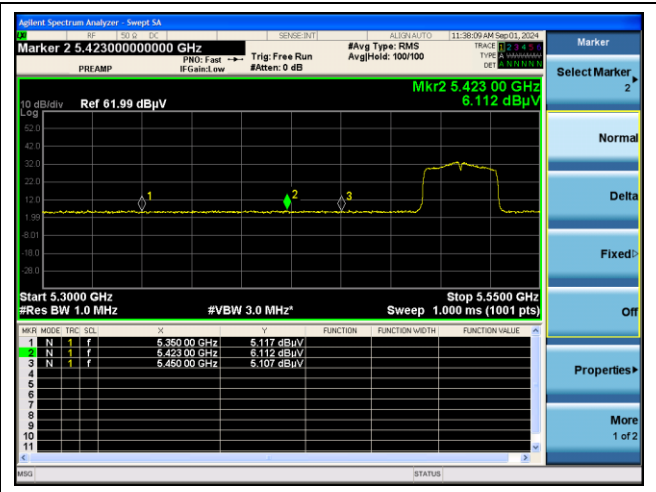 Agilent Spectrum Analyzer - Swept SA
RF 50 Ω DC SENSE:INT ALIGN AUTO 11:38:09 AM Sep 01, 2024
Marker 2 5.423000000000 GHz #Avg Type: RMS TRACE 1 2 3 4 5 6
PNO: Fast Trig: Free Run Avg|Hold: 100/100 TYPE A
PREAMP IFGain:Low #Atten: 0 dB DET A N N N N N
Mkr2 5.423 00 GHz
10 dB/div Ref 61.99 dBµV 6.112 dBµV
Log
52.0
42.0
32.0
22.0
12.0
1.99
-8.01
-18.0
-28.0
1
2
3
Start 5.3000 GHz Stop 5.5500 GHz
#Res BW 1.0 MHz #VBW 3.0 MHz* Sweep 1.000 ms (1001 pts)
MKR MODE TRC SCL X Y FUNCTION FUNCTION WIDTH FUNCTION VALUE
1 N 1 f 5.350 00 GHz 5.117 dBµV
2 N 1 f 5.423 00 GHz 6.112 dBµV
3 N 1 f 5.450 00 GHz 5.107 dBµV
4
5
6
7
8
9
10
11
MSG STATUS
Marker
Select Marker
2
Normal
Delta
Fixed
Off
Properties
More
1 of 2